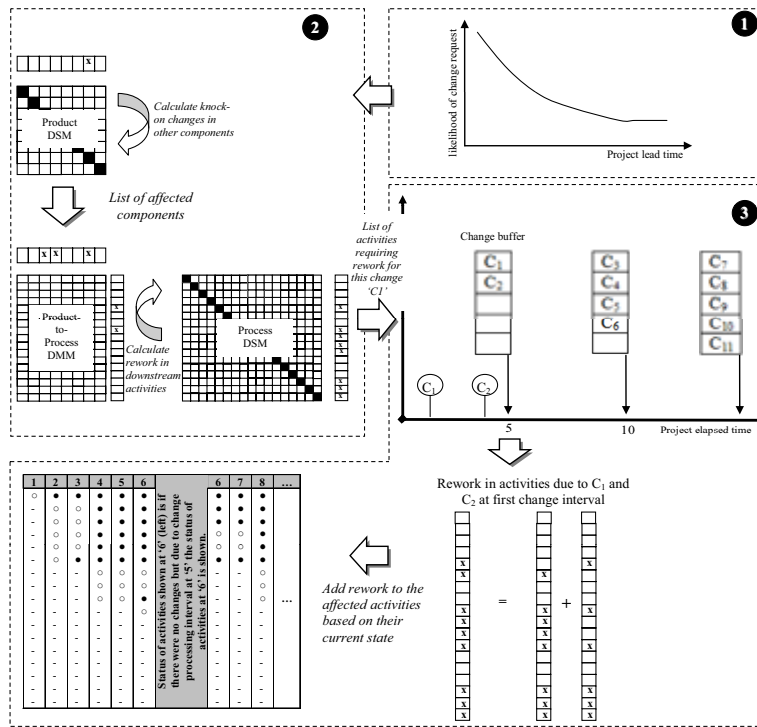 1
likelihood of change request
Project lead time
2
x
Product
DSM
Calculate knock-
on changes in
other components
List of affected
components
x x x
Product-
to-
Process
DMM
x
x
Calculate
rework in
downstream
activities
Process
DSM
x
x
x
x
x
x
x
x
List of
activities
requiring
rework for
this change
'C1'
3
Change buffer
C1
C2
C3
C4
C5
C6
C7
C8
C9
C10
C11
C1
C2
5
10
Project elapsed time
Rework in activities due to C1 and
C2 at first change interval
x
x
x
x
x
x
x
x
x
=
x
x
x
x
x
x
x
x
+
x
x
x
x
x
Add rework to the
affected activities
based on their
current state
1 2 3 4 5 6 6 7 8 ...
Status of activities shown at '6' (left) is if
there were no changes but due to change
processing interval at '5' the status of
activities at '6' is shown.
...